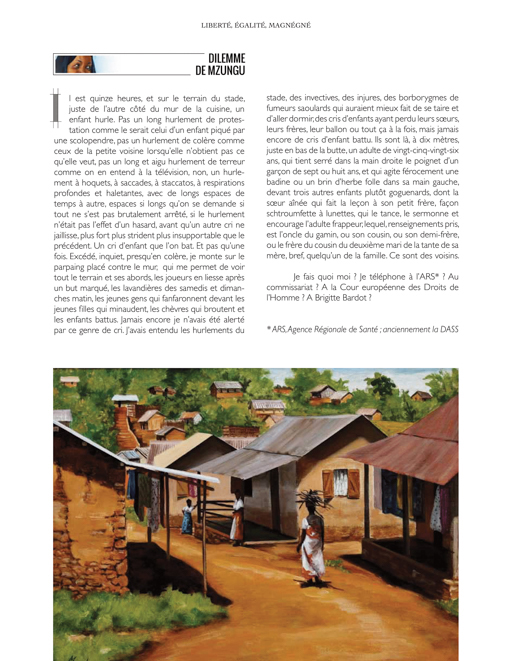 LIBERTÉ, ÉGALITÉ, MAGNÉGNÉ
DILEMME
DE MZUNGU
Il est quinze heures, et sur le terrain du stade,
juste de l'autre côté du mur de la cuisine, un
enfant hurle. Pas un long hurlement de protes-
tation comme le serait celui d'un enfant piqué par
une scolopendre, pas un hurlement de colère comme
ceux de la petite voisine lorsqu'elle n'obtient pas ce
qu'elle veut, pas un long et aigu hurlement de terreur
comme on en entend à la télévision, non, un hurle-
ment à hoquets, à saccades, à staccatos, à respirations
profondes et haletantes, avec de longs espaces de
temps à autre, espaces si longs qu'on se demande si
tout ne s'est pas brutalement arrêté, si le hurlement
n'était pas l'effet d'un hasard, avant qu'un autre cri ne
jaillisse, plus fort plus strident plus insupportable que le
précédent. Un cri d'enfant que l'on bat. Et pas qu'une
fois. Excédé, inquiet, presqu'en colère, je monte sur le
parpaing placé contre le mur, qui me permet de voir
tout le terrain et ses abords, les joueurs en liesse après
un but marqué, les lavandières des samedis et diman-
ches matin, les jeunes gens qui fanfaronnent devant les
jeunes filles qui minaudent, les chèvres qui broutent et
les enfants battus. Jamais encore je n'avais été alerté
par ce genre de cri. J'avais entendu les hurlements du
stade, des invectives, des injures, des borborygmes de
fumeurs saoulards qui auraient mieux fait de se taire et
d'aller dormir, des cris d'enfants ayant perdu leurs sœurs,
leurs frères, leur ballon ou tout ça à la fois, mais jamais
encore de cris d'enfant battu. Ils sont là, à dix mètres,
juste en bas de la butte, un adulte de vingt-cinq-vingt-six
ans, qui tient serré dans la main droite le poignet d'un
garçon de sept ou huit ans, et qui agite férocement une
badine ou un brin d'herbe folle dans sa main gauche,
devant trois autres enfants plutôt goguenards, dont la
sœur aînée qui fait la leçon à son petit frère, façon
schtroumfette à lunettes, qui le tance, le sermonne et
encourage l'adulte frappeur, lequel, renseignements pris,
est l'oncle du gamin, ou son cousin, ou son demi-frère,
ou le frère du cousin du deuxième mari de la tante de sa
mère, bref, quelqu'un de la famille. Ce sont des voisins.
Je fais quoi moi ? Je téléphone à l'ARS* ? Au
commissariat ? A la Cour européenne des Droits de
l'Homme ? A Brigitte Bardot ?
* ARS, Agence Régionale de Santé ; anciennement la DASS